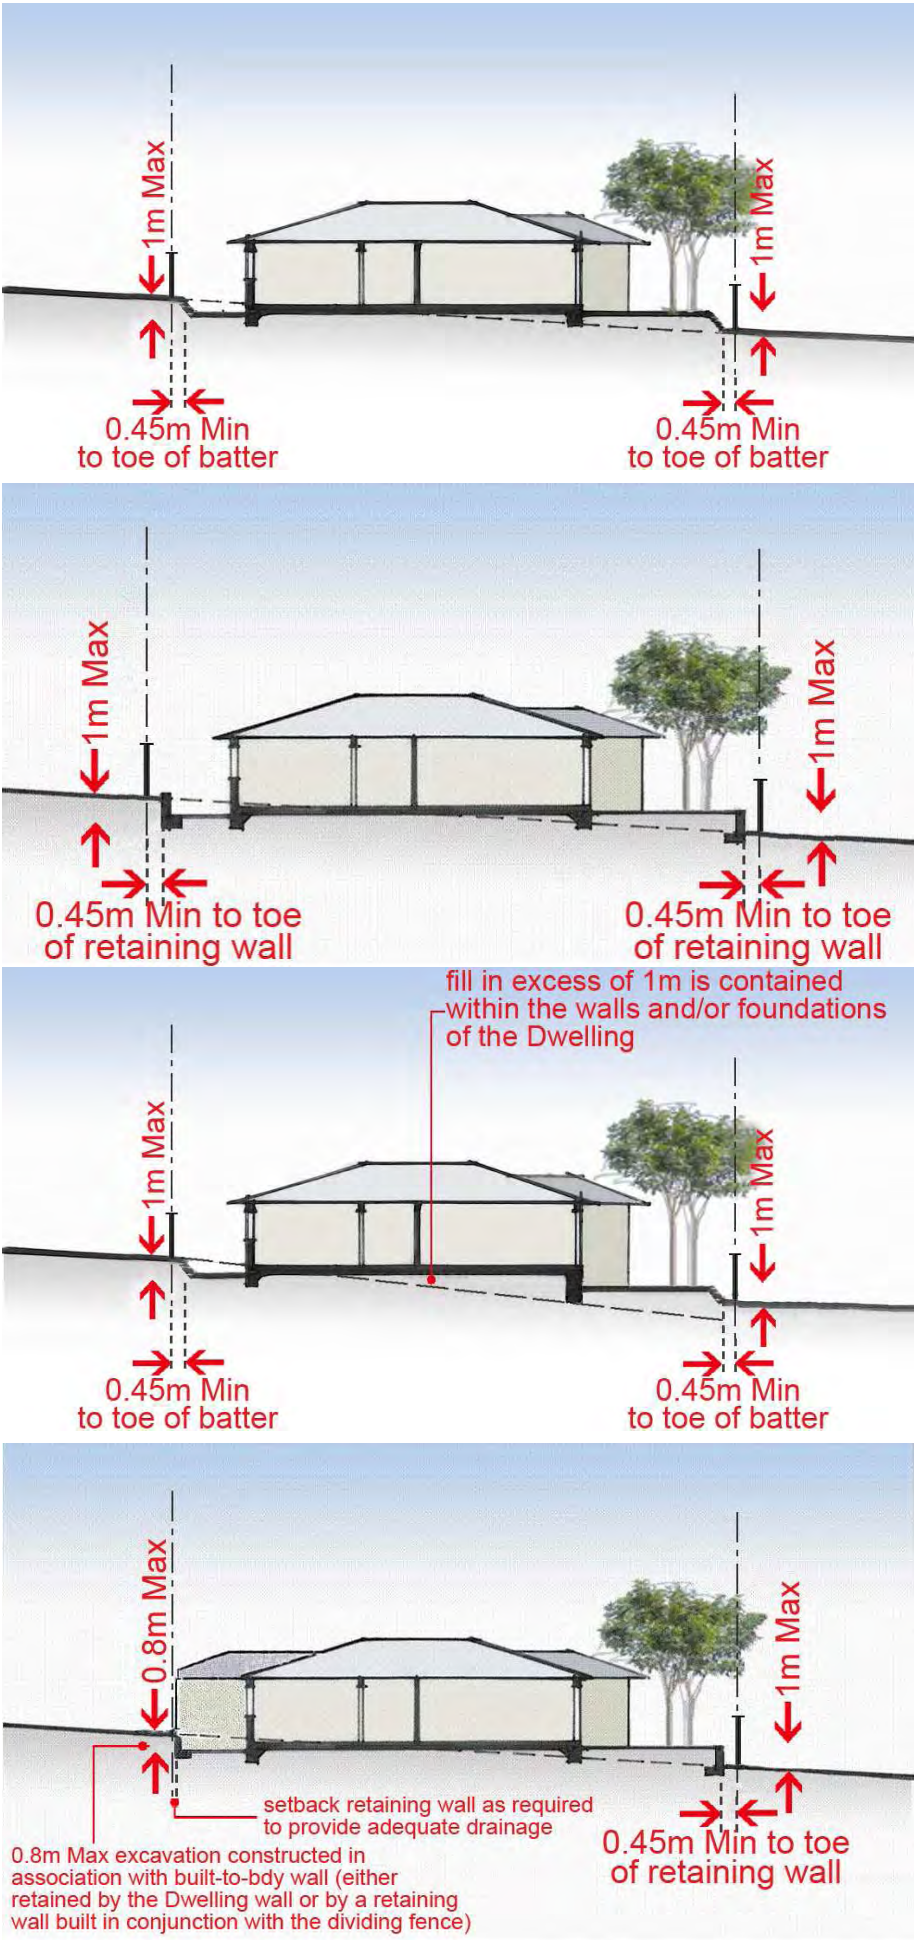 1m Max
1m Max
0.45m Min
to toe of batter
0.45m Min
to toe of batter
1m Max
1m Max
0.45m Min to toe
of retaining wall
0.45m Min to toe
of retaining wall
fill in excess of 1m is contained
within the walls and/or foundations
of the Dwelling
1m Max
1m Max
0.45m Min
to toe of batter
0.45m Min
to toe of batter
0.8m Max
1m Max
setback retaining wall as required
to provide adequate drainage
0.45m Min to toe
of retaining wall
0.8m Max excavation constructed in
association with built-to-bdy wall (either
retained by the Dwelling wall or by a retaining
wall built in conjunction with the dividing fence)